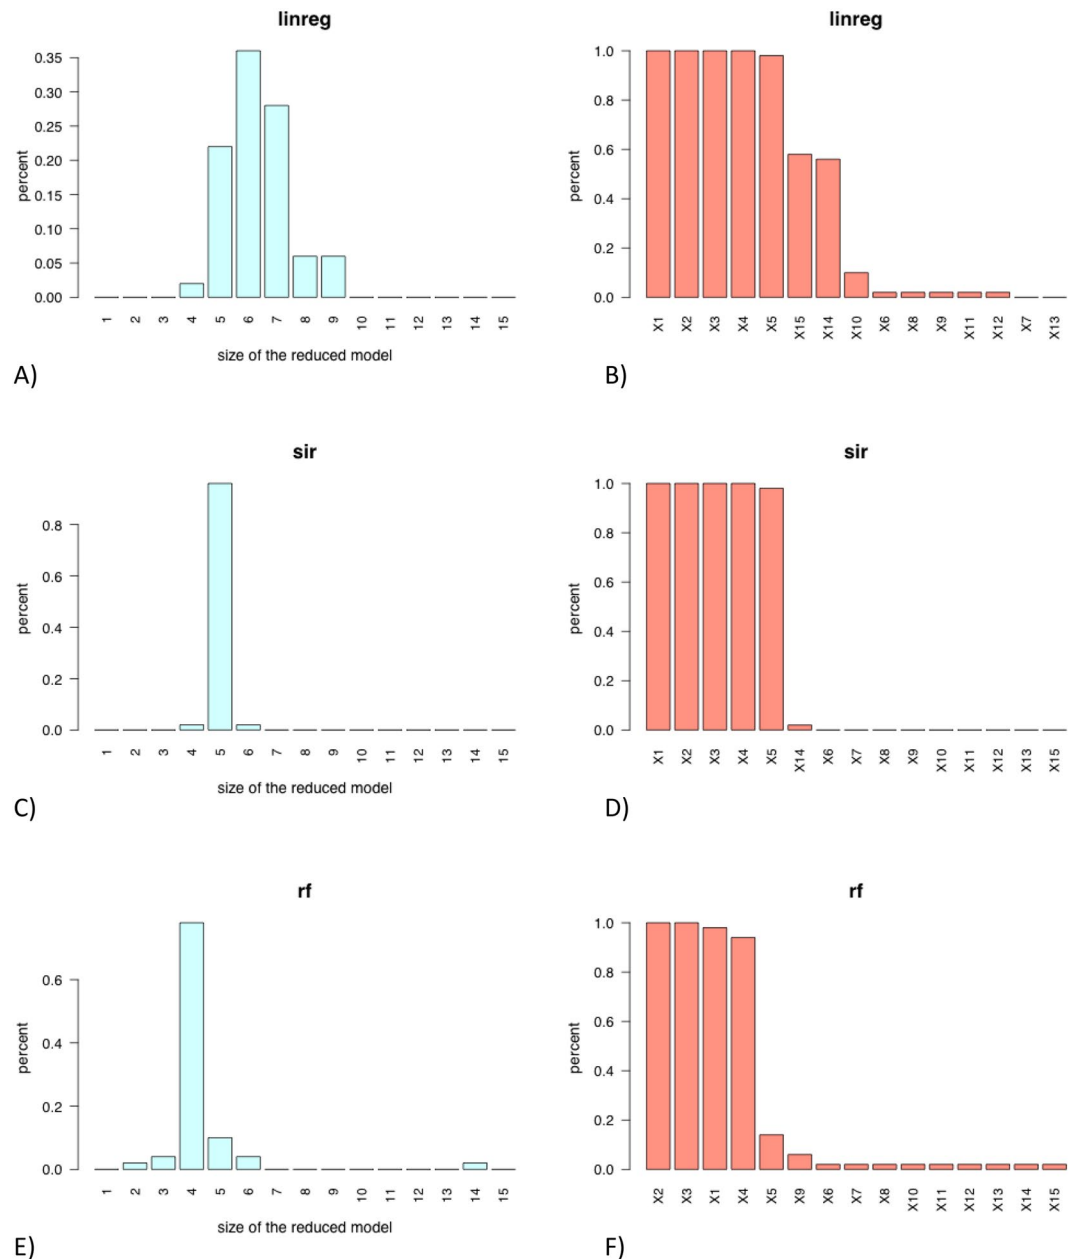 linreg
percent
0.35
0.30
0.25
0.20
0.15
0.10
0.05
0.00
1 2 3 4 5 6 7 8 9 10 11 12 13 14 15
size of the reduced model
A)
linreg
percent
1.0
0.8
0.6
0.4
0.2
0.0
X1 X2 X3 X4 X5 X15 X14 X10 X6 X8 X9 X11 X12 X7 X13
B)
sir
percent
0.8
0.6
0.4
0.2
0.0
1 2 3 4 5 6 7 8 9 10 11 12 13 14 15
size of the reduced model
C)
sir
percent
1.0
0.8
0.6
0.4
0.2
0.0
X1 X2 X3 X4 X5 X14 X6 X7 X8 X9 X10 X11 X12 X13 X15
D)
rf
percent
0.6
0.4
0.2
0.0
1 2 3 4 5 6 7 8 9 10 11 12 13 14 15
size of the reduced model
E)
rf
percent
1.0
0.8
0.6
0.4
0.2
0.0
X2 X3 X1 X4 X5 X9 X6 X7 X8 X10 X11 X12 X13 X14 X15
F)